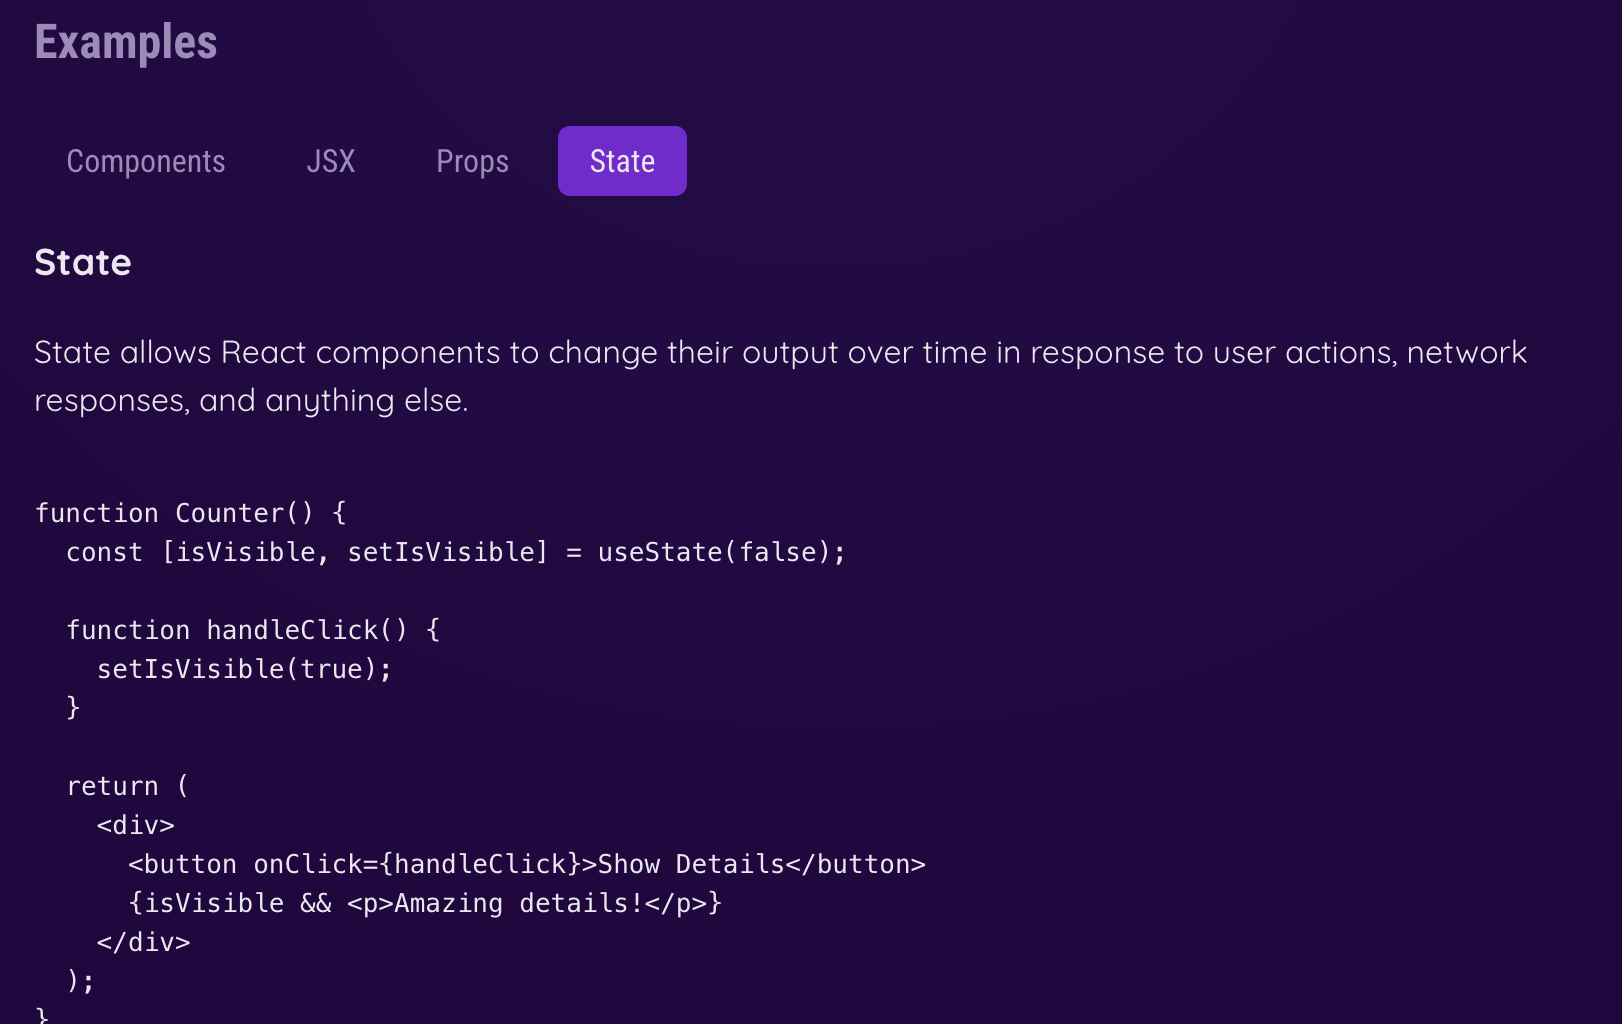 Examples
Components JSX Props State
State
State allows React components to change their output over time in response to user actions, network
responses, and anything else.
function Counter() {
  const [isVisible, setIsVisible] = useState(false);
  function handleClick() {
    setIsVisible(true);
  }
  return (
    <div>
      <button onClick={handleClick}>Show Details</button>
      {isVisible && <p>Amazing details!</p>}
    </div>
  );
}